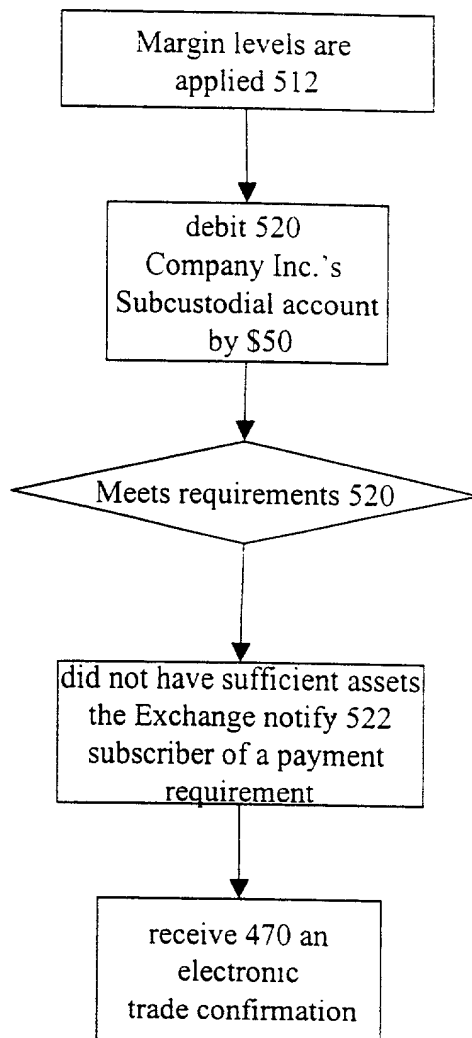 Margin levels are
applied 512
debit 520
Company Inc.'s
Subcustodial account
by $50
Meets requirements 520
did not have sufficient assets
the Exchange notify 522
subscriber of a payment
requirement
receive 470 an
electronic
trade confirmation